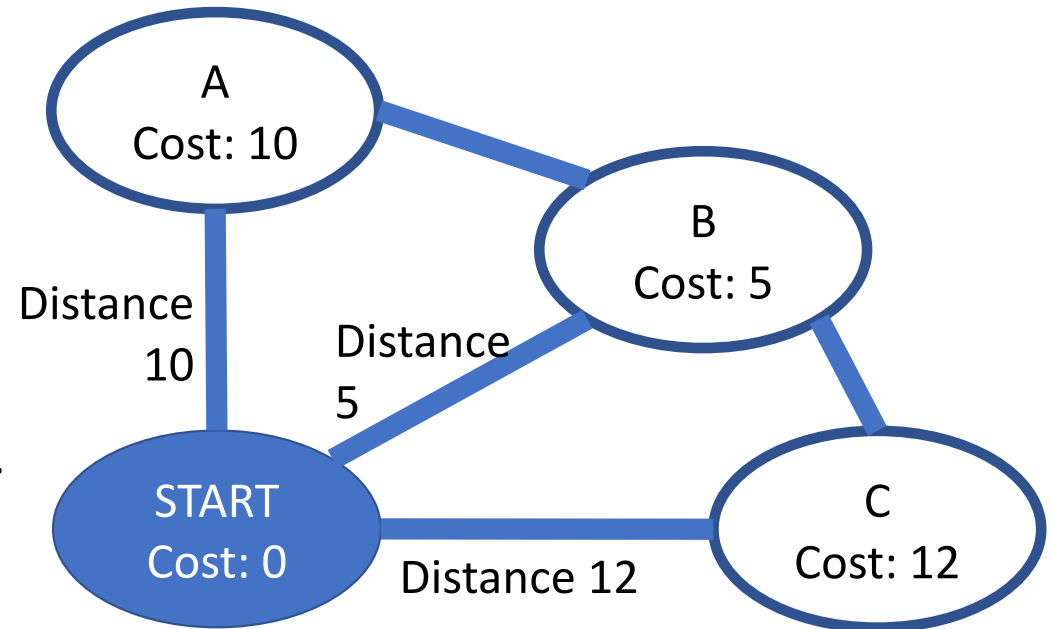 A
Cost: 10
B
Cost: 5
Distance
10
Distance
5
START
Cost: 0
C
Cost: 12
Distance 12
.